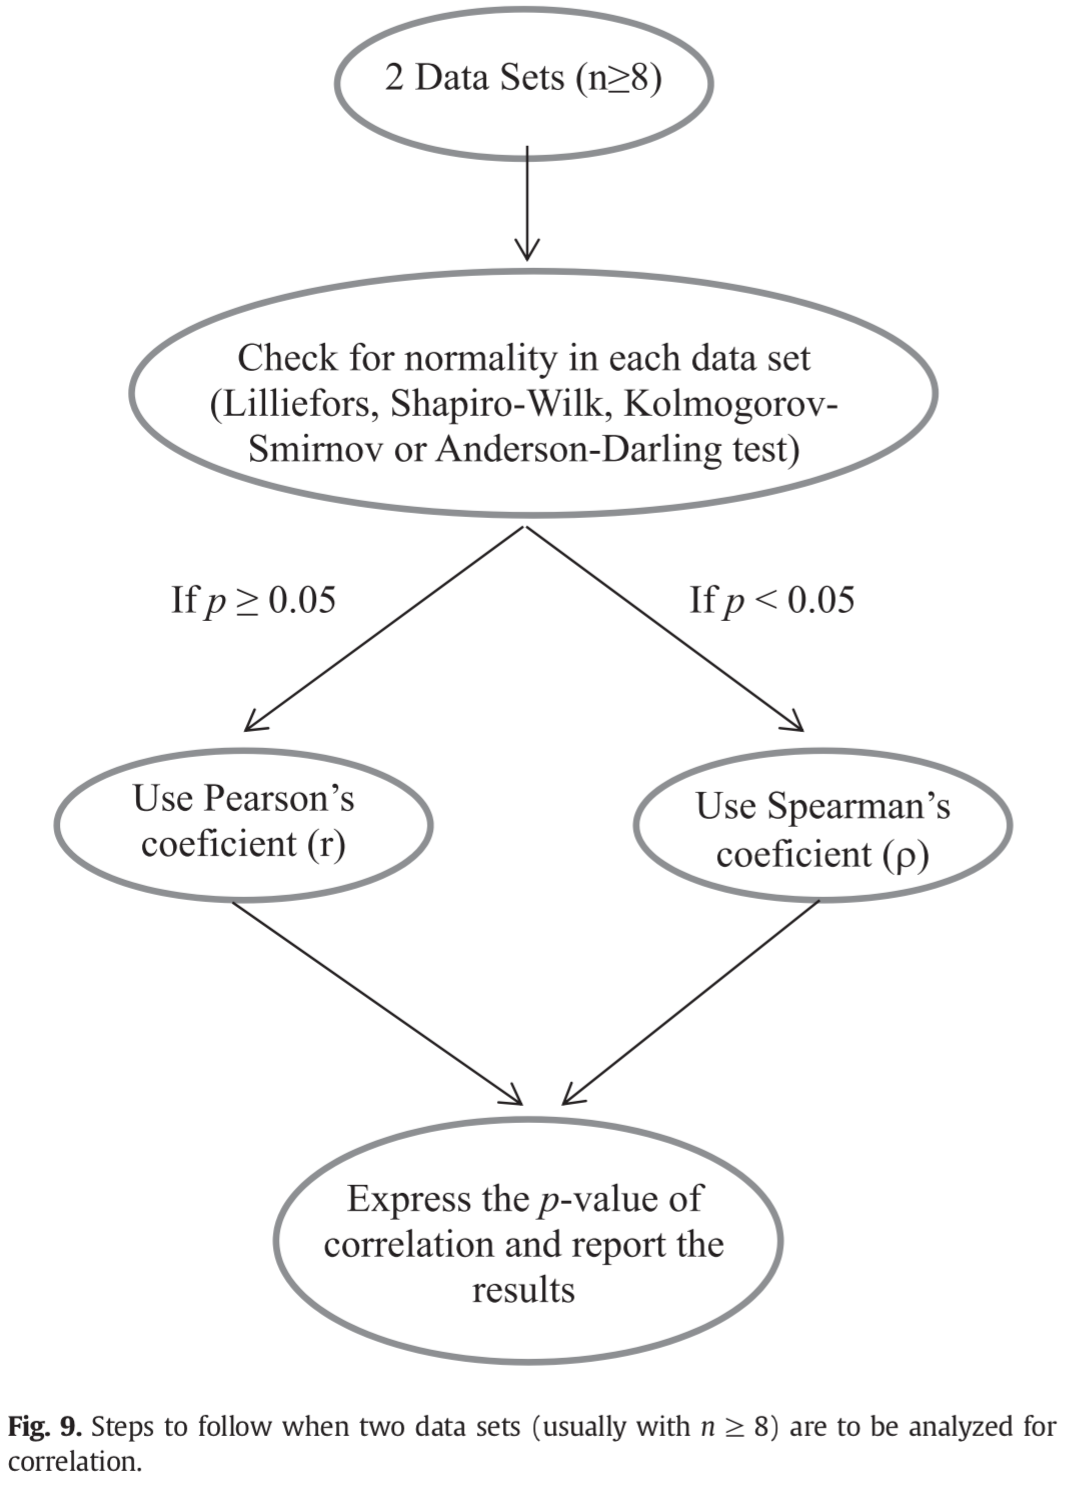 2 Data Sets (n≥8)
Check for normality in each data set
(Lilliefors, Shapiro-Wilk, Kolmogorov-
Smirnov or Anderson-Darling test)
If p ≥ 0.05
If p < 0.05
Use Pearson’s
coeficient (r)
Use Spearman’s
coeficient (ρ)
Express the p-value of
correlation and report the
results
Fig. 9. Steps to follow when two data sets (usually with n ≥ 8) are to be analyzed for
correlation.